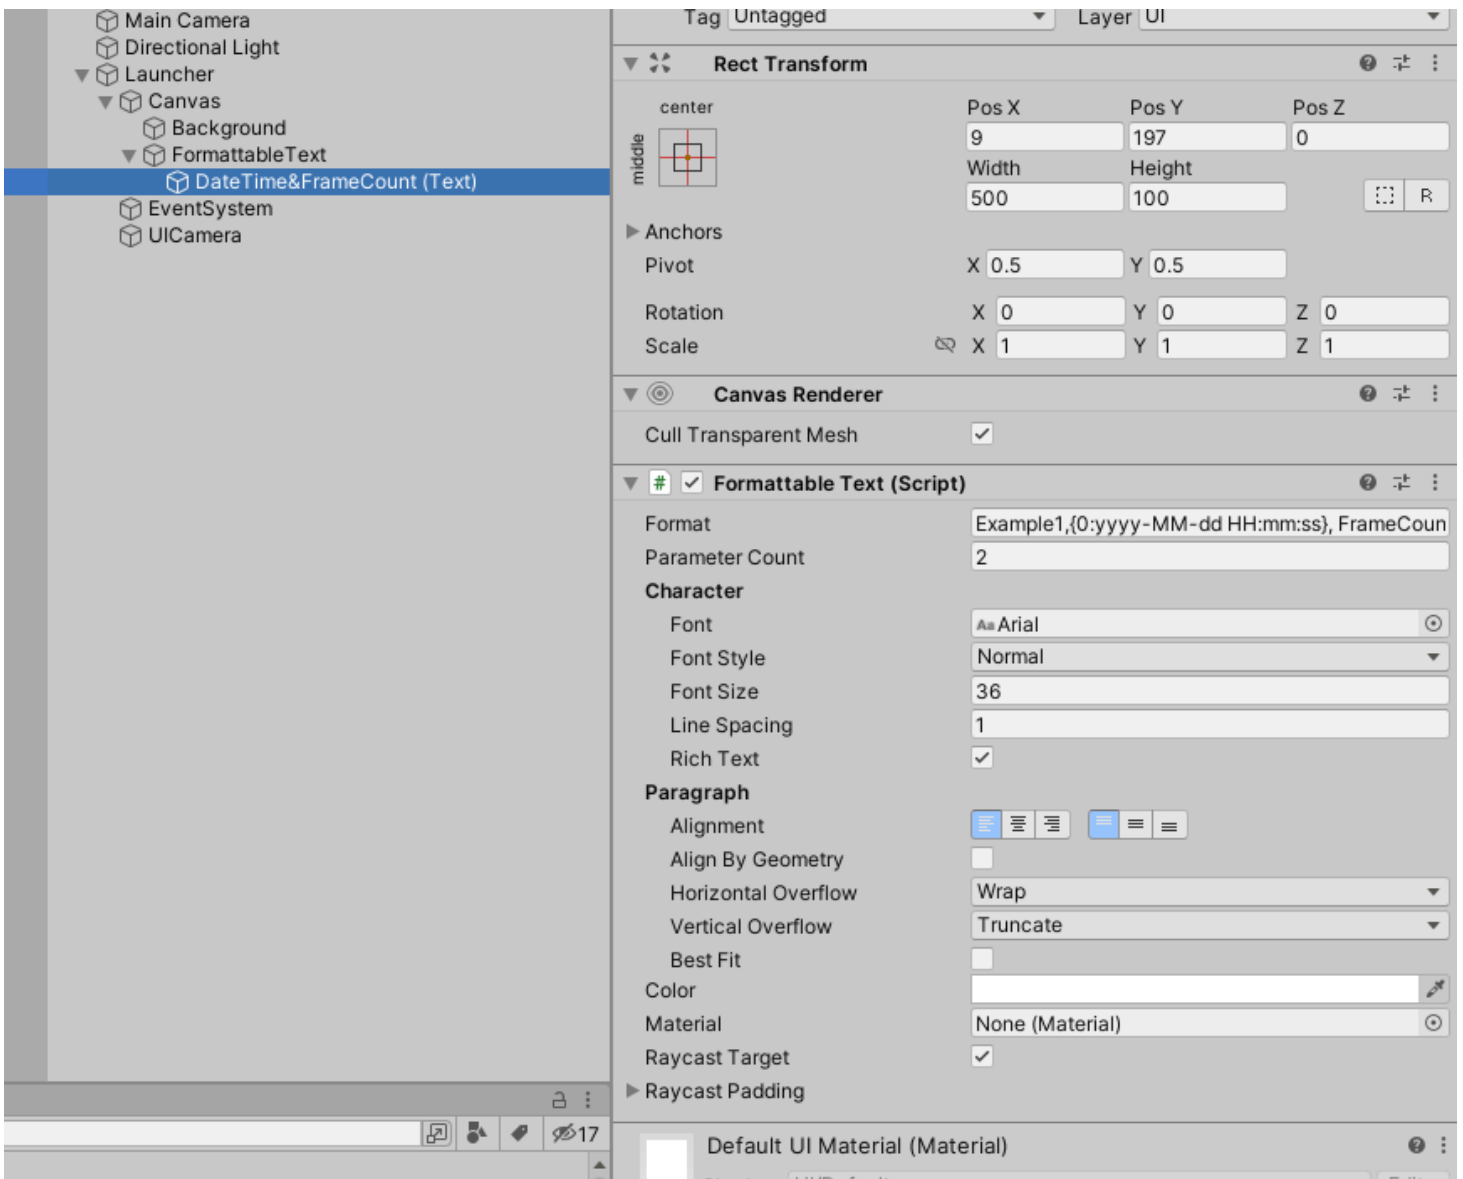 Main Camera
Directional Light
Launcher
Canvas
Background
FormattableText
DateTime&FrameCount (Text)
EventSystem
UICamera
17
Tag Untagged Layer UI
Rect Transform
center
middle
Pos X Pos Y Pos Z
9 197 0
Width Height
500 100
R
Anchors
Pivot X 0.5 Y 0.5
Rotation X 0 Y 0 Z 0
Scale X 1 Y 1 Z 1
Canvas Renderer
Cull Transparent Mesh
# Formattable Text (Script)
Format Example1,{0:yyyy-MM-dd HH:mm:ss}, FrameCoun
Parameter Count 2
Character
Font Aa Arial
Font Style Normal
Font Size 36
Line Spacing 1
Rich Text
Paragraph
Alignment
Align By Geometry
Horizontal Overflow Wrap
Vertical Overflow Truncate
Best Fit
Color
Material None (Material)
Raycast Target
Raycast Padding
Default UI Material (Material)